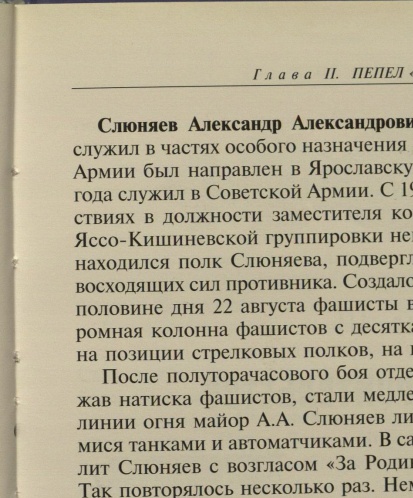 Глава II. ПЕПЕЛ «
Слюняев Александр Александрови
служил в частях особого назначения
Армии был направлен в Ярославску
года служил в Советской Армии. С 19
ствиях в должности заместителя ко
Яссо-Кишиневской группировки не
находился полк Слюняева, подверг
восходящих сил противника. Создало
половине дня 22 августа фашисты в
ромная колонна фашистов с десятка
на позиции стрелковых полков, на
После полуторачасового боя отде
жав натиска фашистов, стали медле
линии огня майор А.А. Слюняев ли
мися танками и автоматчиками. В са
лит Слюняев с возгласом «За Роди
Так повторялось несколько раз. Нем